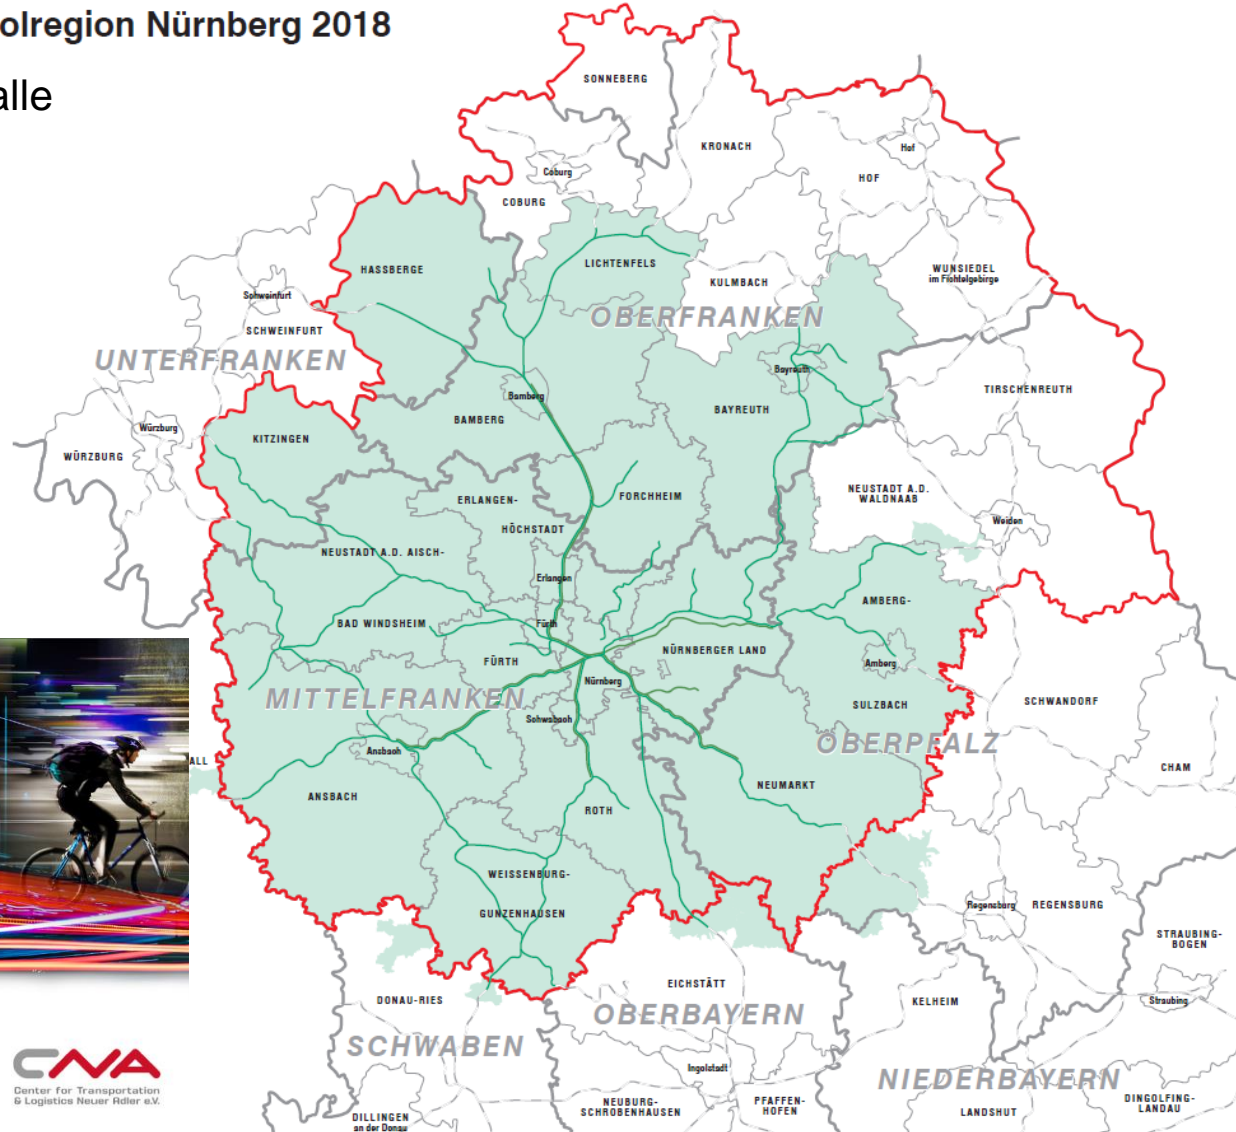 olregion Nürnberg 2018
alle
SONNEBERG
KRONACH
Hof
HOF
Coburg
COBURG
LICHTENFELS
HASSBERGE
KULMBACH
WUNSIEDEL
im Fichtelgebirge
Schweinfurt
SCHWEINFURT
OBERFRANKEN
UNTERFRANKEN
Bayreuth
TIRSCHENREUTH
Bamberg
BAYREUTH
BAMBERG
Würzburg
KITZINGEN
WÜRZBURG
ERLANGEN-
FORCHHEIM
NEUSTADT A.D.
WALDNAAB
HÖCHSTADT
Weiden
NEUSTADT A.D. AISCH-
Erlangen
AMBERG-
BAD WINDSHEIM
Fürth
FÜRTH
NÜRNBERGER LAND
Amberg
Nürnberg
MITTELFRANKEN
SCHWANDORF
Schwabach
SULZBACH
OBERPFALZ
Ansbach
ALL
CHAM
ANSBACH
NEUMARKT
ROTH
WEISSENBURG-
GUNZENHAUSEN
Regensburg
REGENSBURG
STRAUBING-
BOGEN
EICHSTÄTT
DONAU-RIES
KELHEIM
Straubing
OBERBAYERN
SCHWABEN
Ingolstadt
NIEDERBAYERN
CNA
Center for Transportation
& Logistics Neuer Adler e.V.
NEUBURG-
SCHROBENHAUSEN
PFAFFEN-
HOFEN
LANDSHUT
DINGOLFING-
LANDAU
DILLINGEN
an der Donau